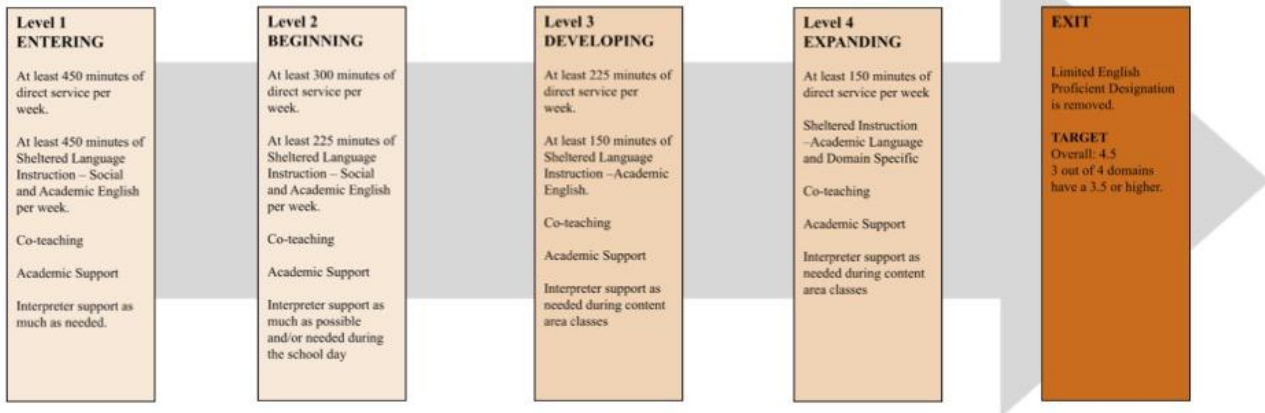 Level 1
ENTERING
At least 450 minutes of
direct service per
week.
At least 450 minutes of
Sheltered Language
Instruction – Social
and Academic English
per week.
Co-teaching
Academic Support
Interpreter support as
much as needed.
Level 2
BEGINNING
At least 300 minutes of
direct service per
week.
At least 225 minutes of
Sheltered Language
Instruction – Social
and Academic English
per week.
Co-teaching
Academic Support
Interpreter support as
much as possible
and/or needed during
the school day
Level 3
DEVELOPING
At least 225 minutes of
direct service per
week.
At least 150 minutes of
Sheltered Language
Instruction –Academic
English.
Co-teaching
Academic Support
Interpreter support as
needed during content
area classes
Level 4
EXPANDING
At least 150 minutes of
direct service per week
Sheltered Instruction
–Academic Language
and Domain Specific
Co-teaching
Academic Support
Interpreter support as
needed during content
area classes
EXIT
Limited English
Proficient Designation
is removed.
TARGET
Overall: 4.5
3 out of 4 domains
have a 3.5 or higher.